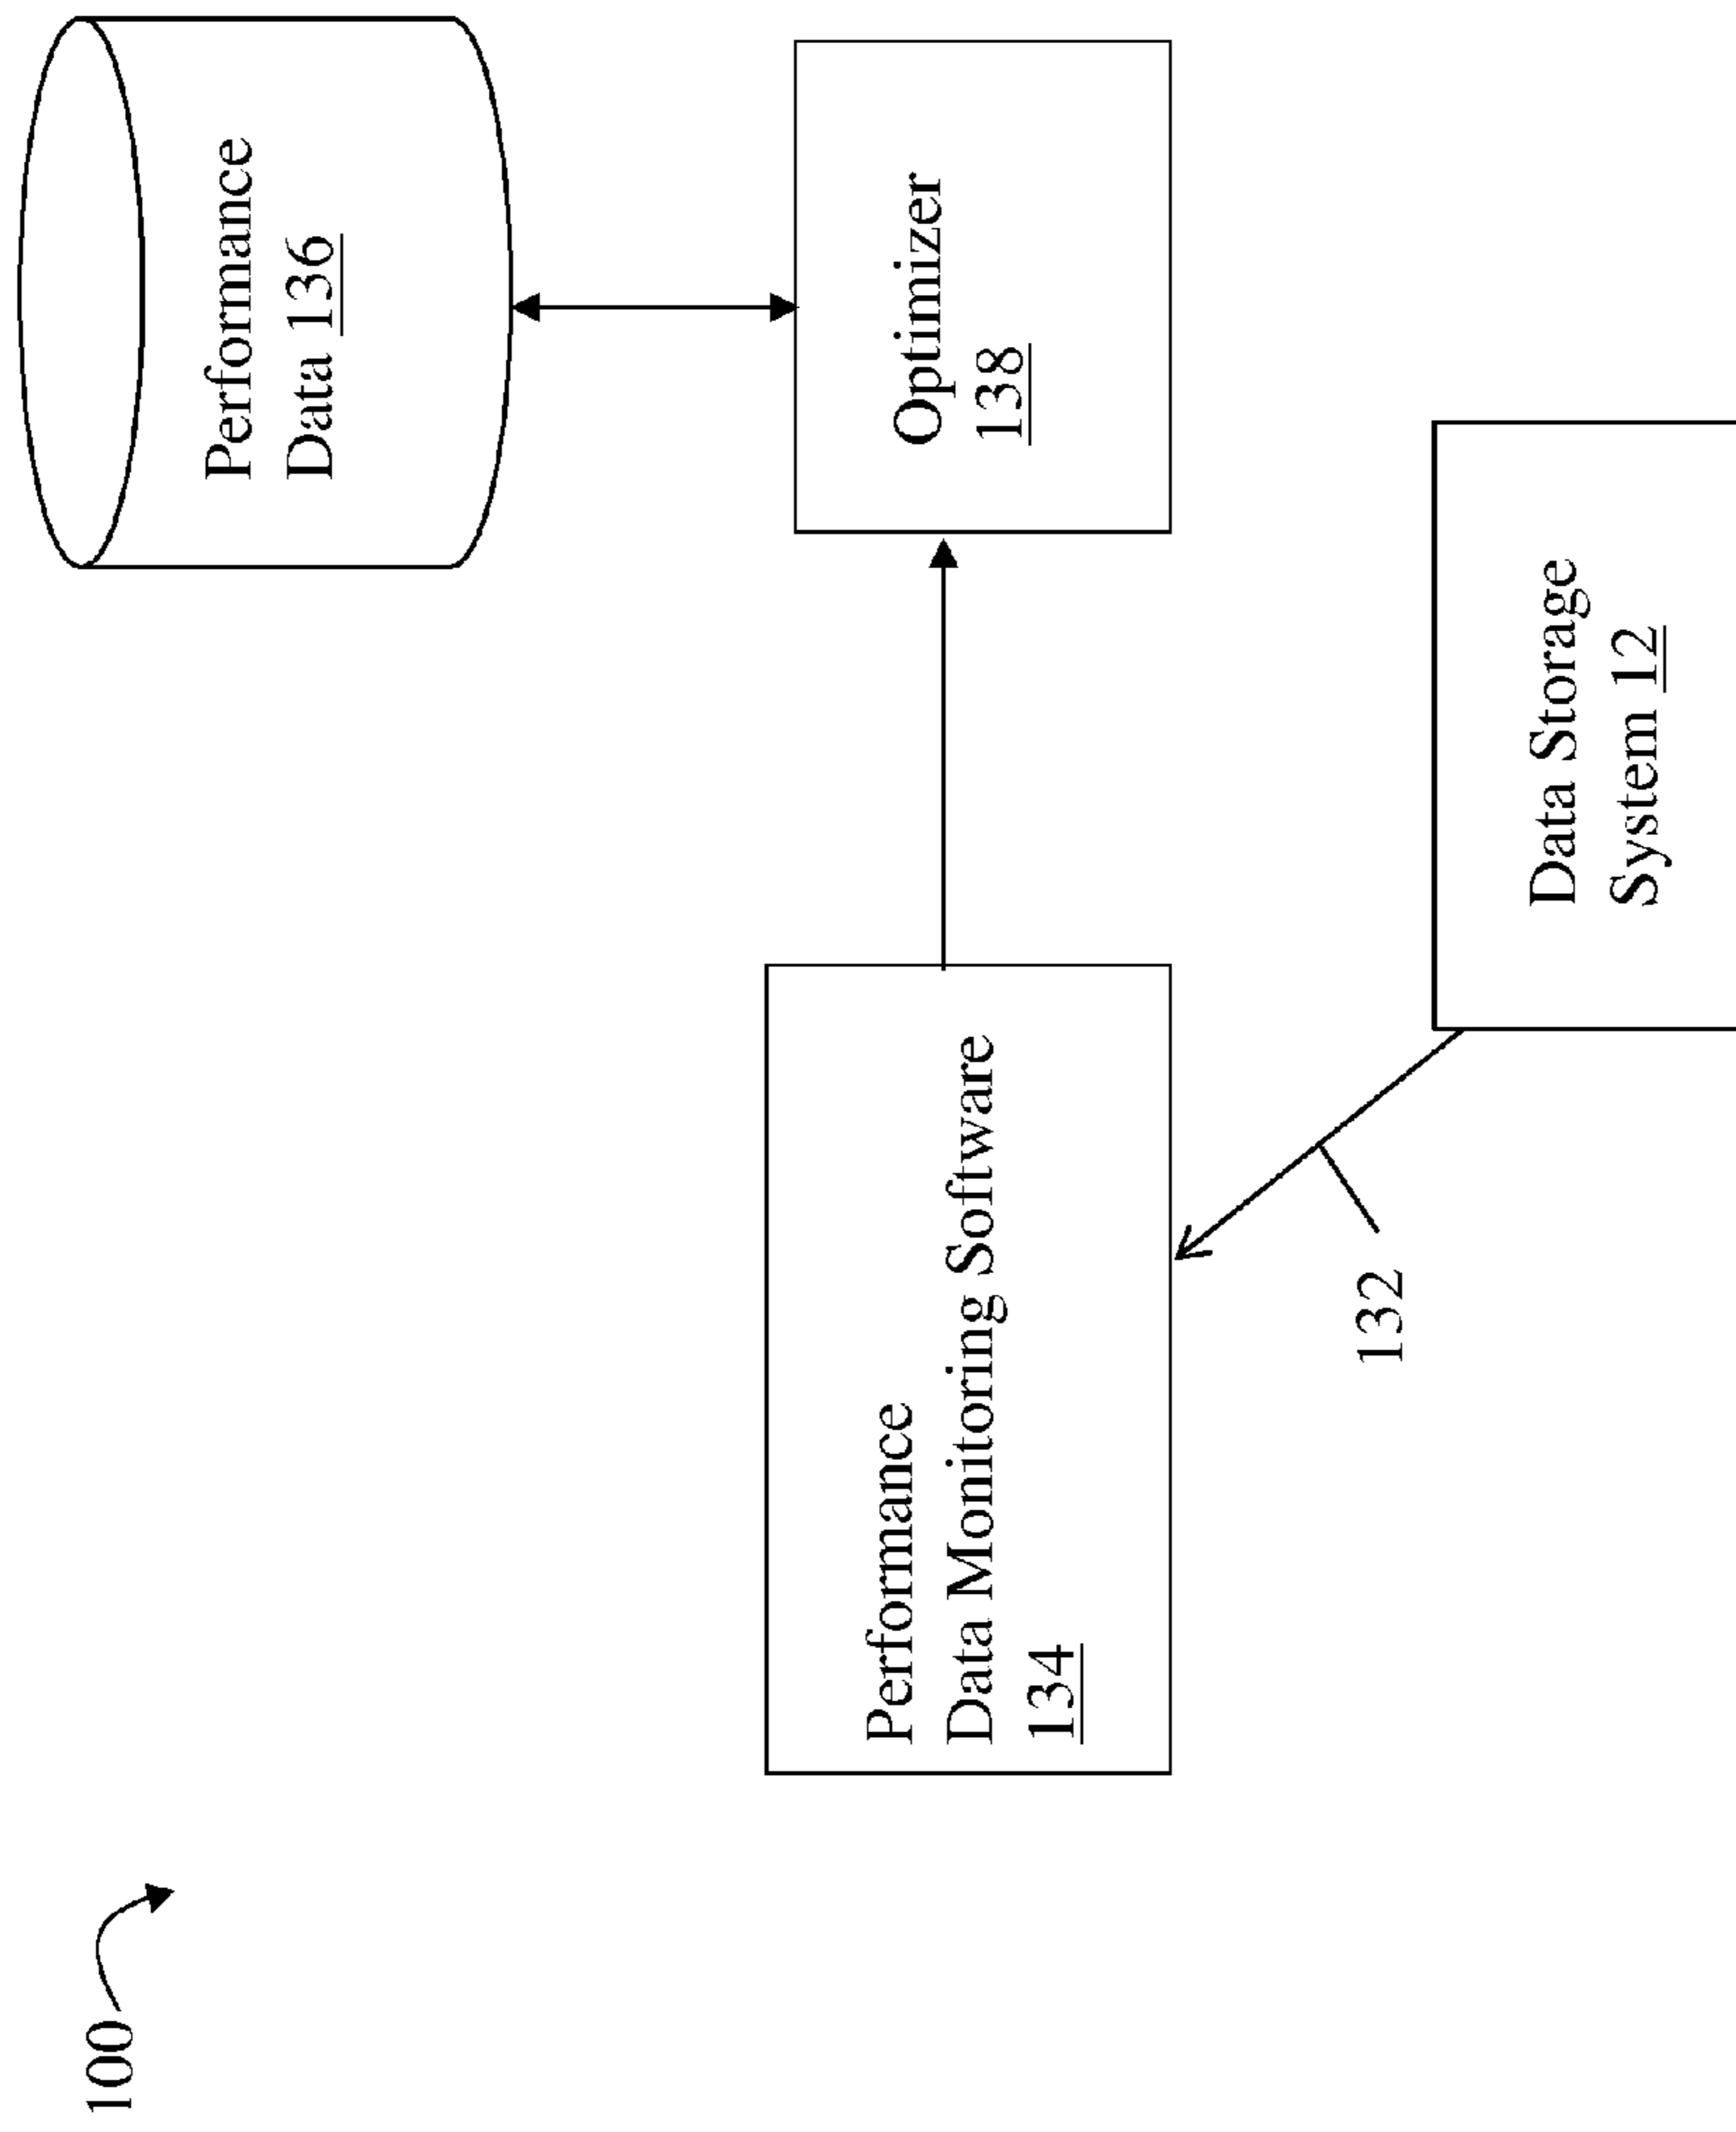 100
Performance
Data 136
Performance
Data Monitoring Software
134
Optimizer
138
132
Data Storage
System 12